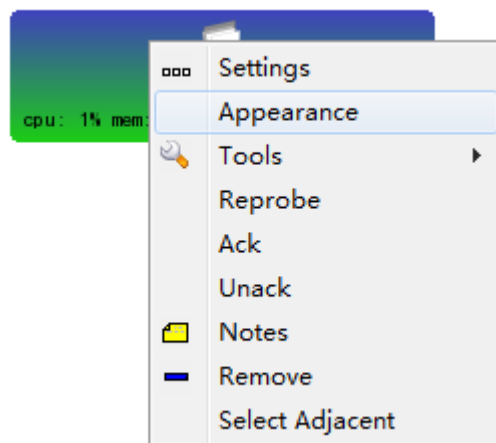 Settings
cpu: 1% mem:
Appearance
Tools
Reprobe
Ack
Unack
Notes
Remove
Select Adjacent